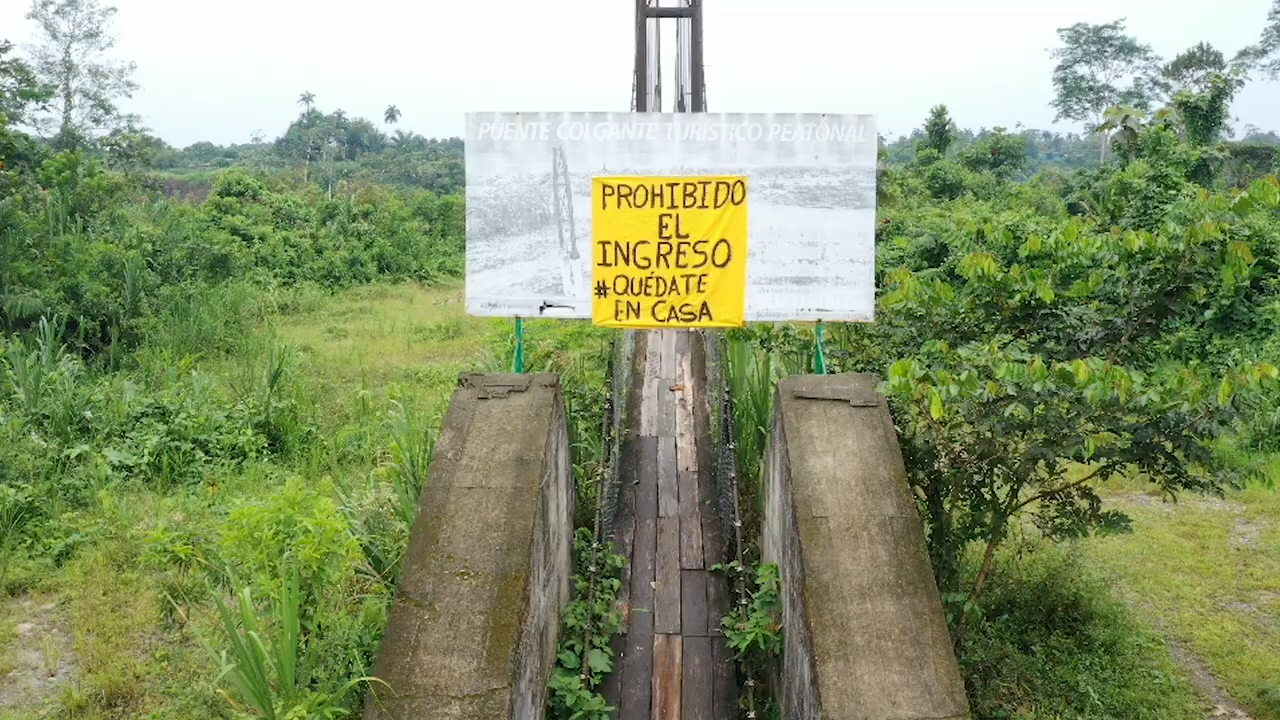 PUENTE COLGANTE TURISTICO PEATONAL
PROHIBIDO
EL
INGRESO
#QUÉDATE
EN CASA